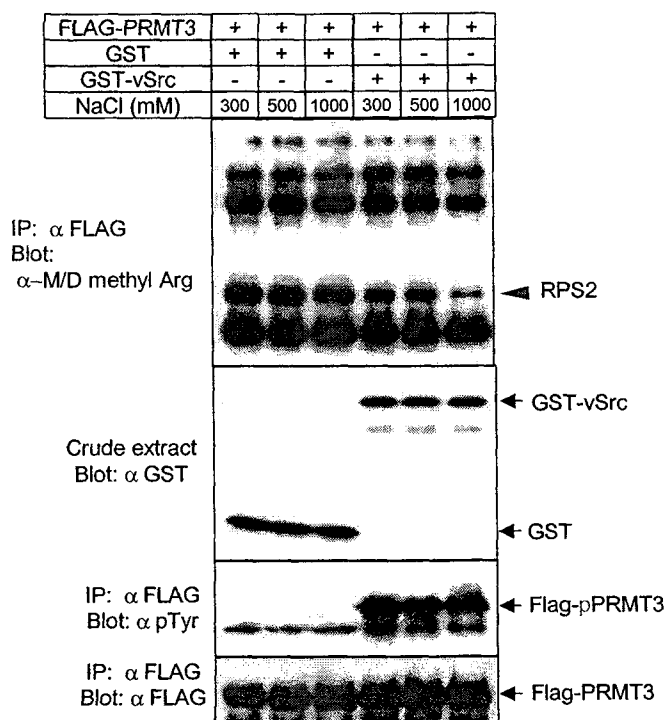 FLAG-PRMT3 + + + + + +
GST + + + - - -
GST-vSrc - - - + + +
NaCl (mM) 300 500 1000 300 500 1000
IP: α FLAG
Blot:
α-M/D methyl Arg
RPS2
GST-vSrc
Crude extract
Blot: α GST
GST
IP: α FLAG
Blot: α pTyr
Flag-pPRMT3
IP: α FLAG
Blot: α FLAG
Flag-PRMT3